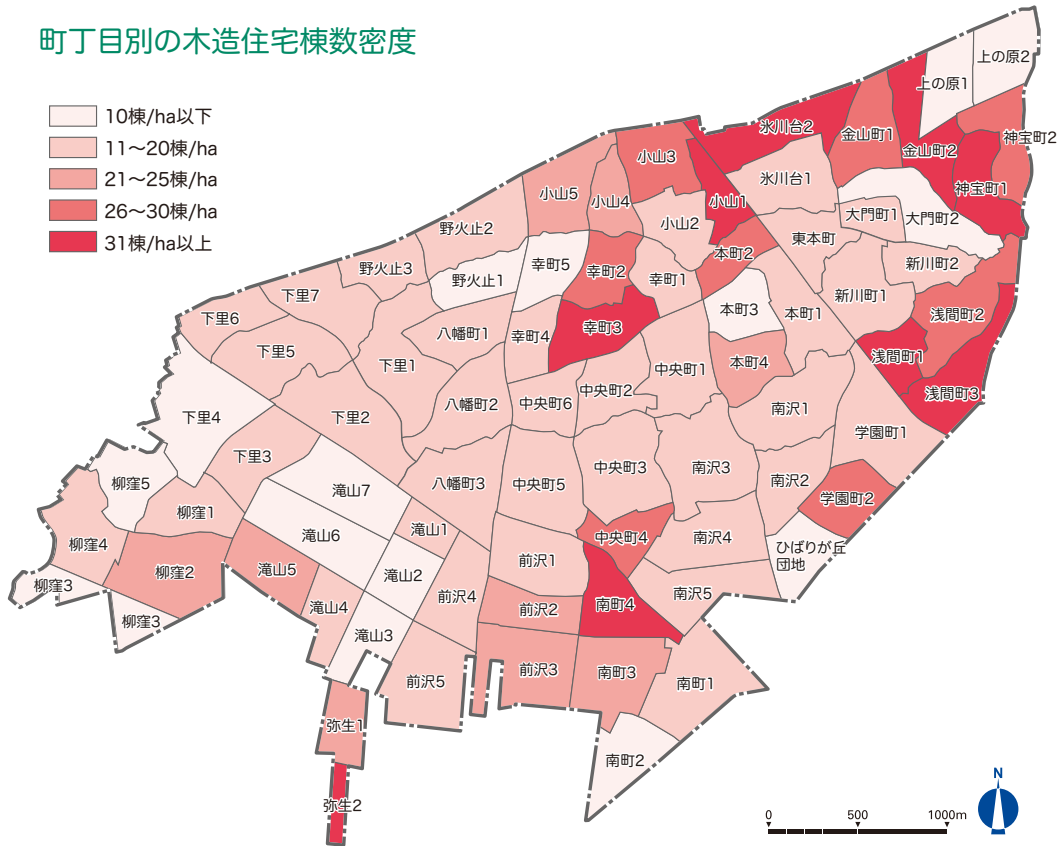 町丁目別の木造住宅棟数密度
10棟/ha以下
11〜20棟/ha
21〜25棟/ha
26〜30棟/ha
31棟/ha以上
上の原2
上の原1
氷川台2
金山町1
神宝町2
金山町2
小山3
氷川台1
神宝町1
小山5
小山4
小山1
大門町1
大門町2
小山2
野火止2
東本町
本町2
幸町5
幸町2
新川町2
野火止3
野火止1
幸町1
下里7
新川町1
本町3
本町1
浅間町2
下里6
幸町3
八幡町1
幸町4
下里5
浅間町1
下里1
本町4
中央町1
中央町2
浅間町3
八幡町2
中央町6
南沢1
下里4
下里2
学園町1
下里3
中央町3
南沢3
柳窪5
八幡町3
中央町5
南沢2
滝山7
学園町2
柳窪1
滝山1
滝山6
中央町4
南沢4
柳窪4
ひばりが丘
団地
前沢1
柳窪2
滝山5
滝山2
柳窪3
前沢4
南沢5
滝山4
南町4
前沢2
柳窪3
滝山3
前沢3
南町3
前沢5
南町1
弥生1
南町2
弥生2
N
0
500
1000m